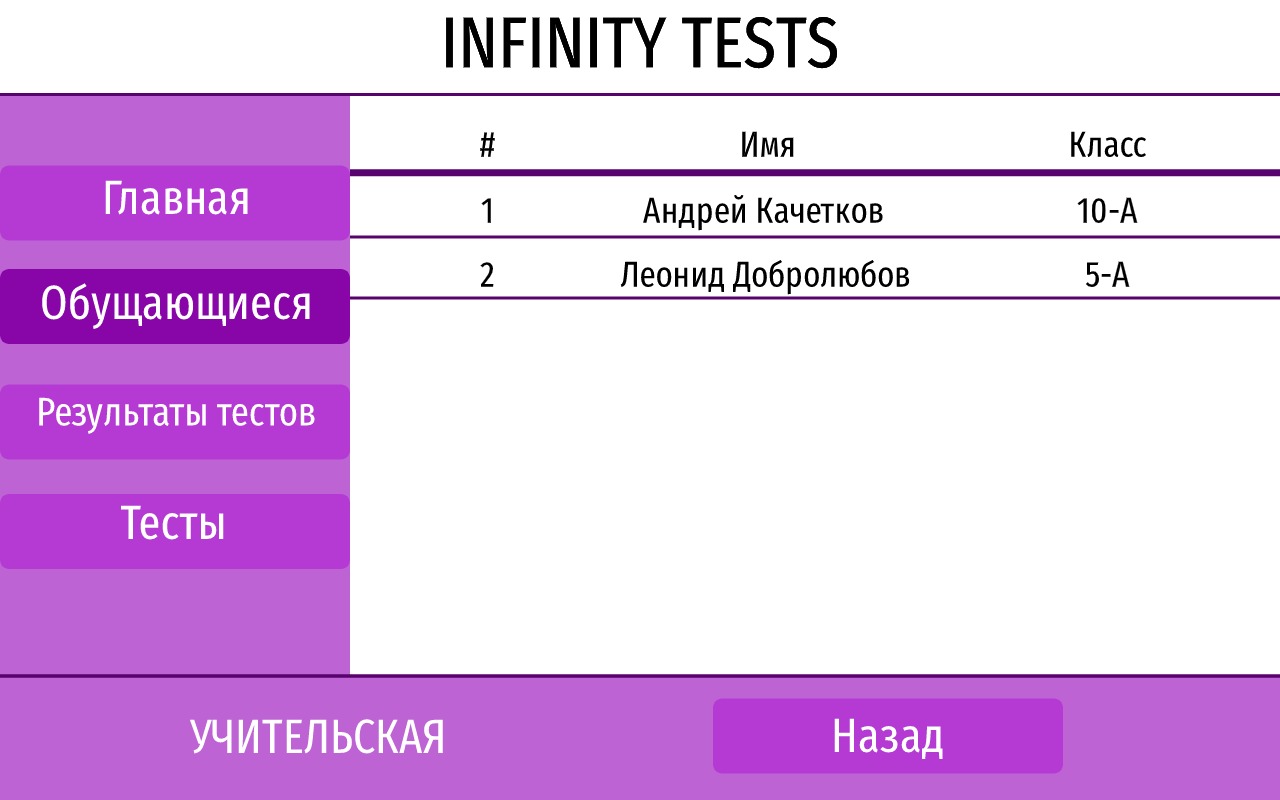 INFINITY TESTS
# Имя Класс
Главная
1 Андрей Качетков 10-А
Обущающиеся
2 Леонид Добролюбов 5-А
Результаты тестов
Тесты
УЧИТЕЛЬСКАЯ
Назад